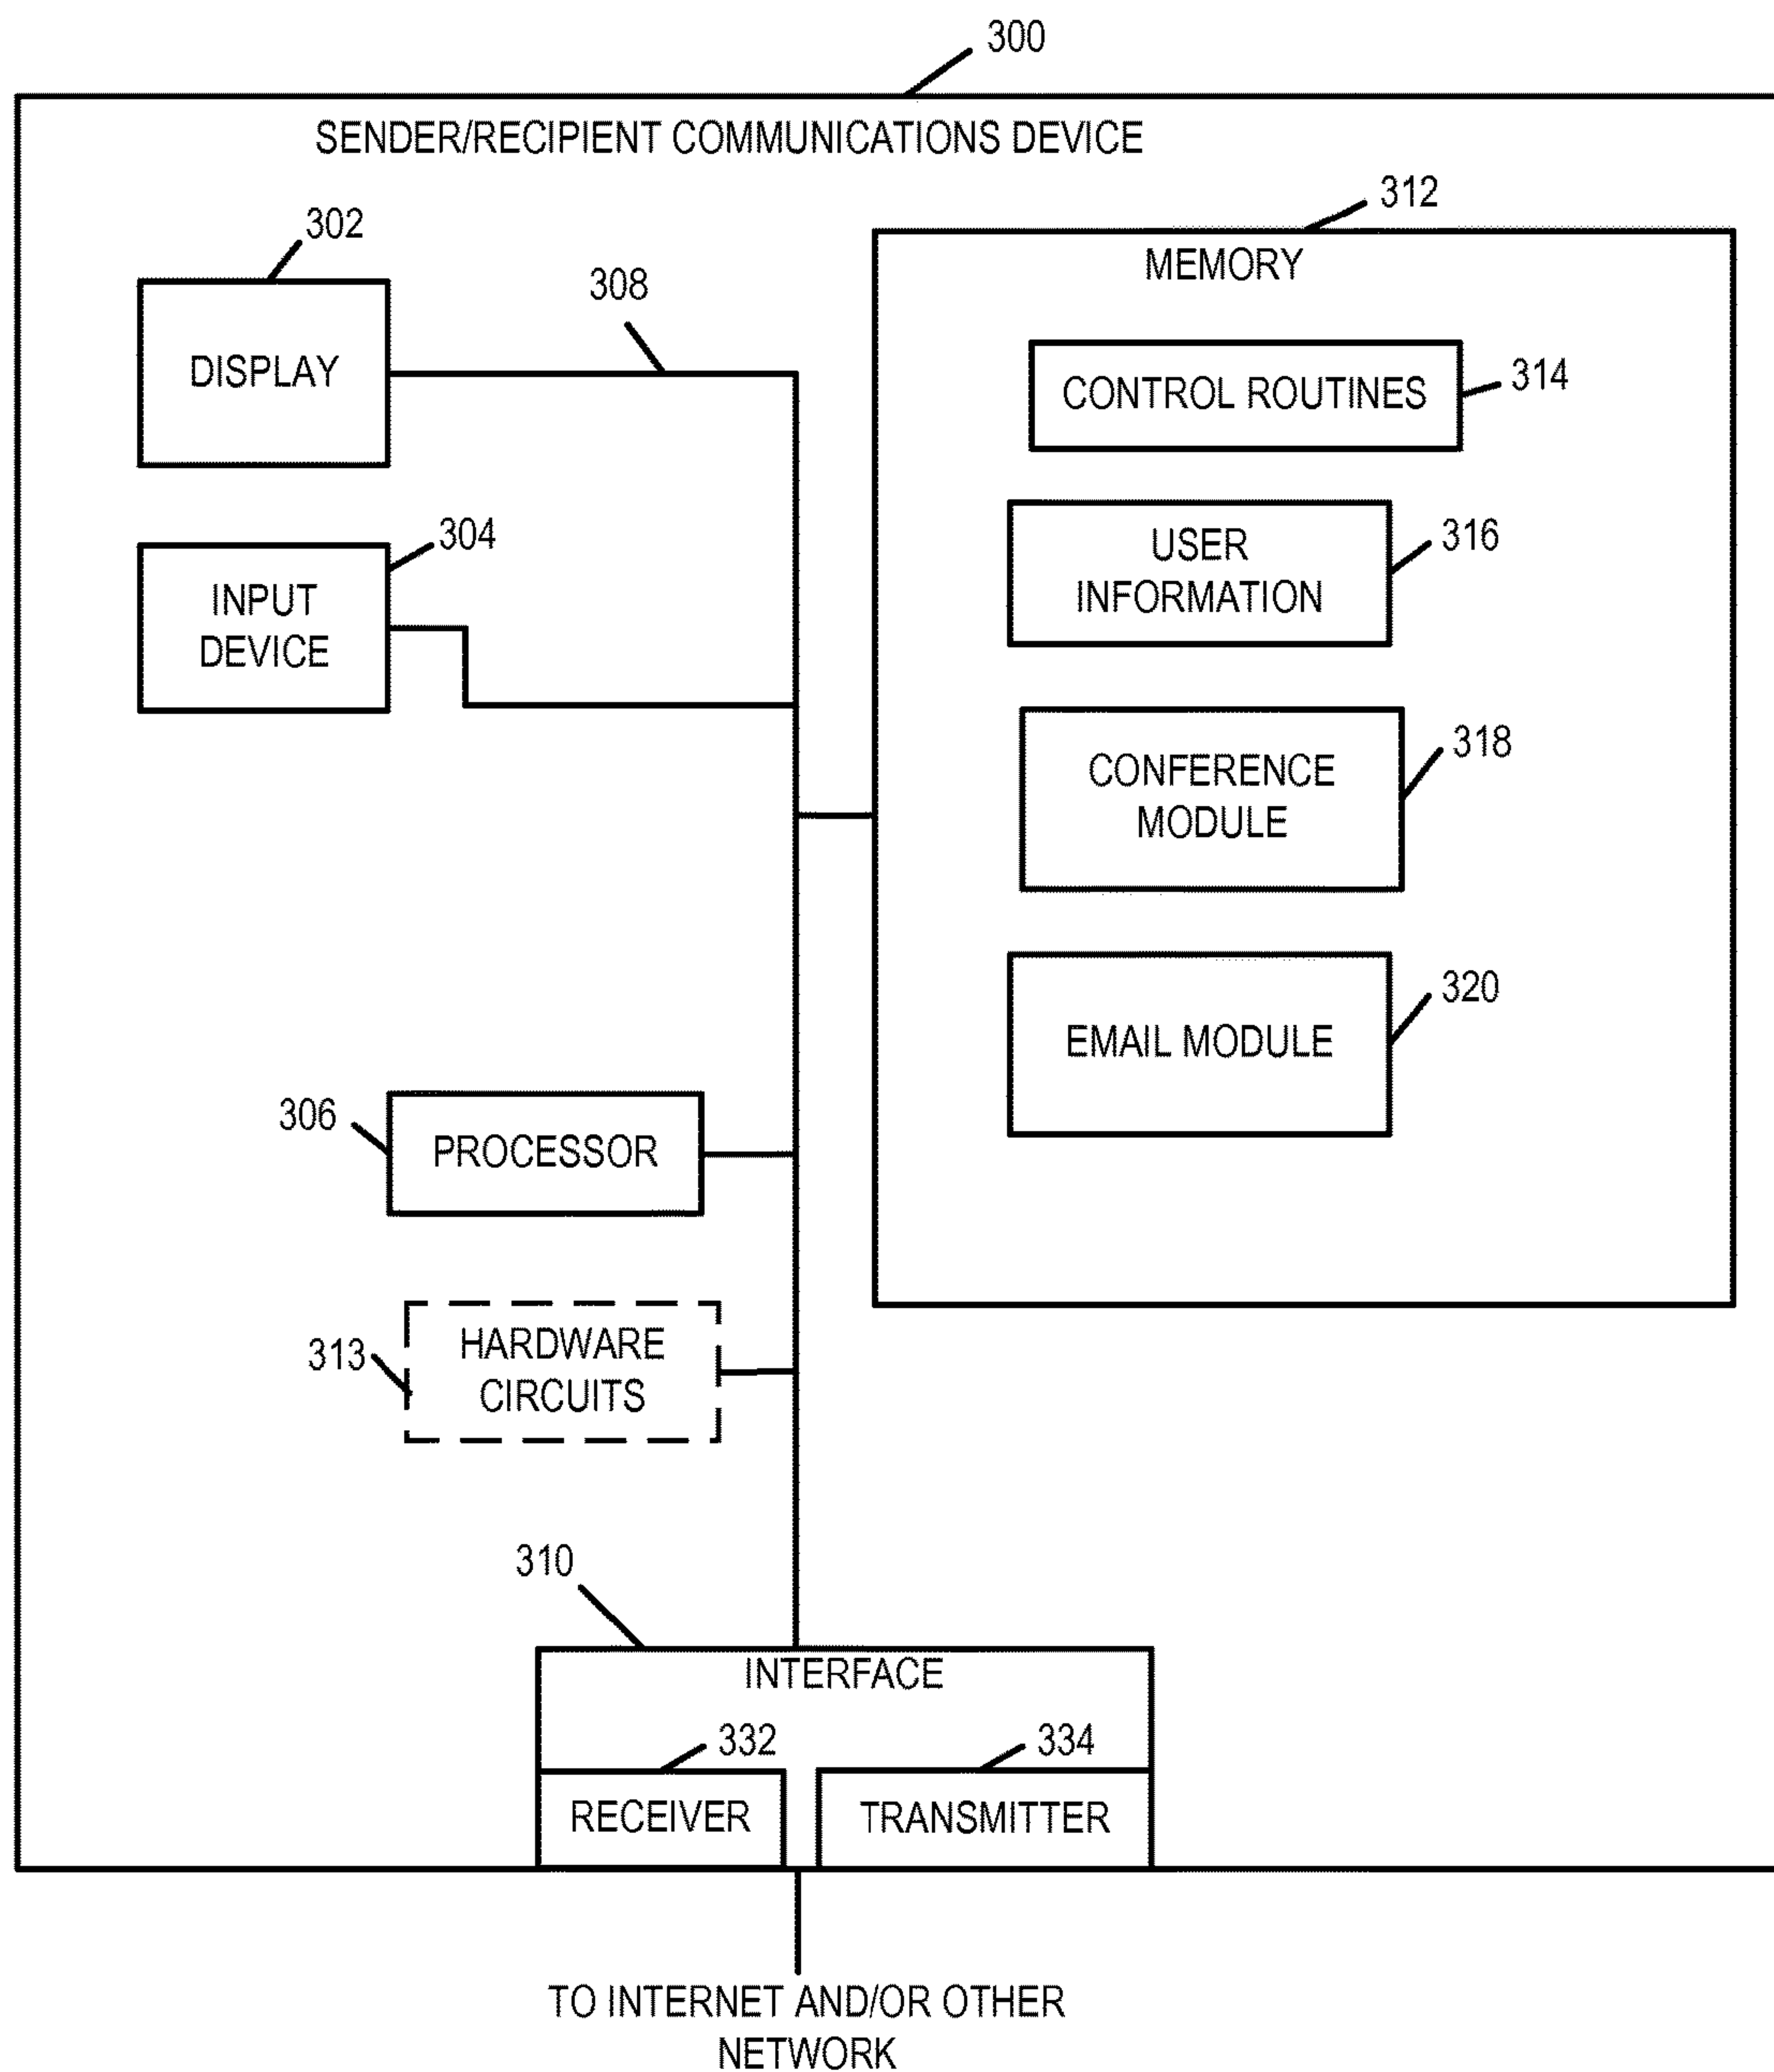 300
SENDER/RECIPIENT COMMUNICATIONS DEVICE
302
DISPLAY
308
304
INPUT
DEVICE
312
MEMORY
CONTROL ROUTINES
314
USER
INFORMATION
316
CONFERENCE
MODULE
318
EMAIL MODULE
320
306
PROCESSOR
313
HARDWARE
CIRCUITS
310
INTERFACE
332
RECEIVER
334
TRANSMITTER
TO INTERNET AND/OR OTHER
NETWORK